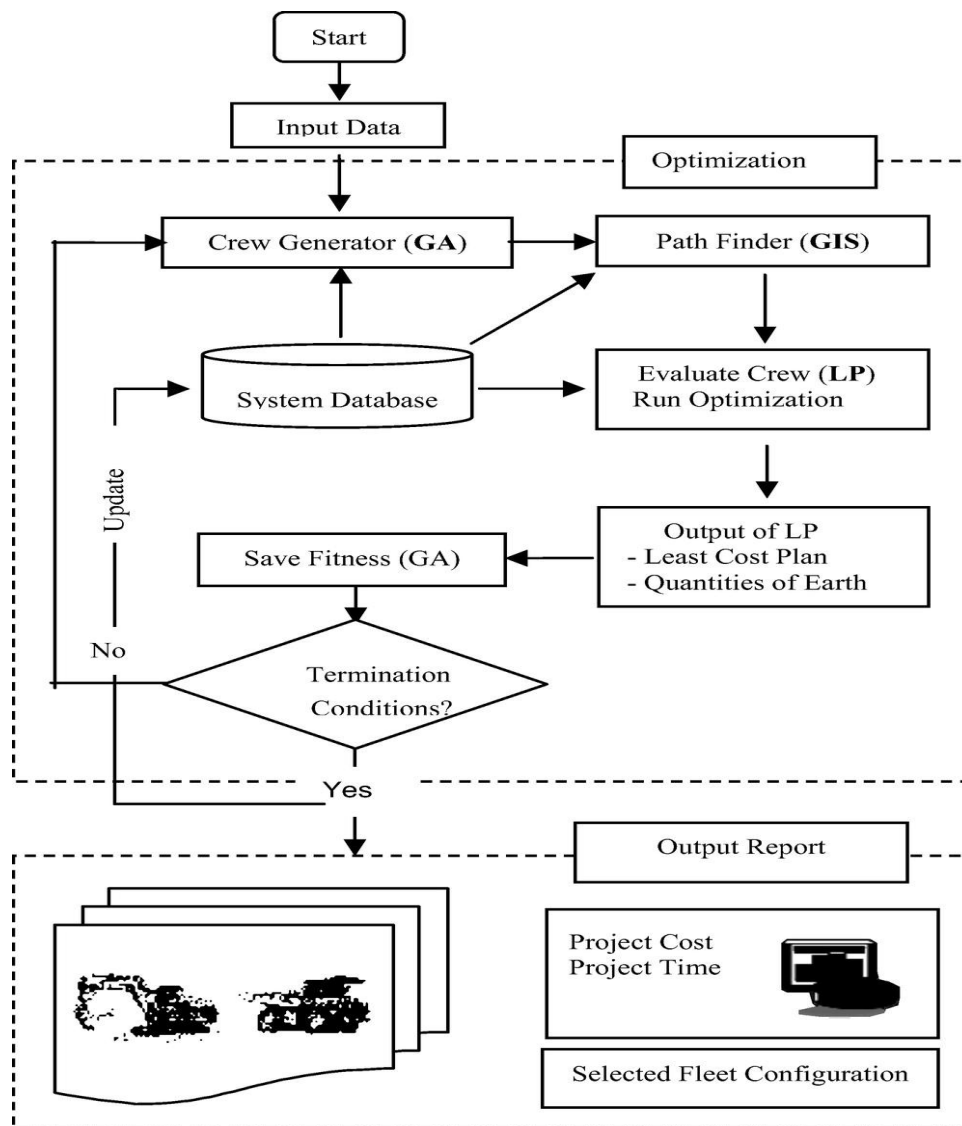 Start
Input Data
Optimization
Crew Generator (GA)
Path Finder (GIS)
System Database
Evaluate Crew (LP)
Run Optimization
Update
Output of LP
- Least Cost Plan
- Quantities of Earth
Save Fitness (GA)
No
Termination
Conditions?
Yes
Output Report
Project Cost
Project Time
Selected Fleet Configuration